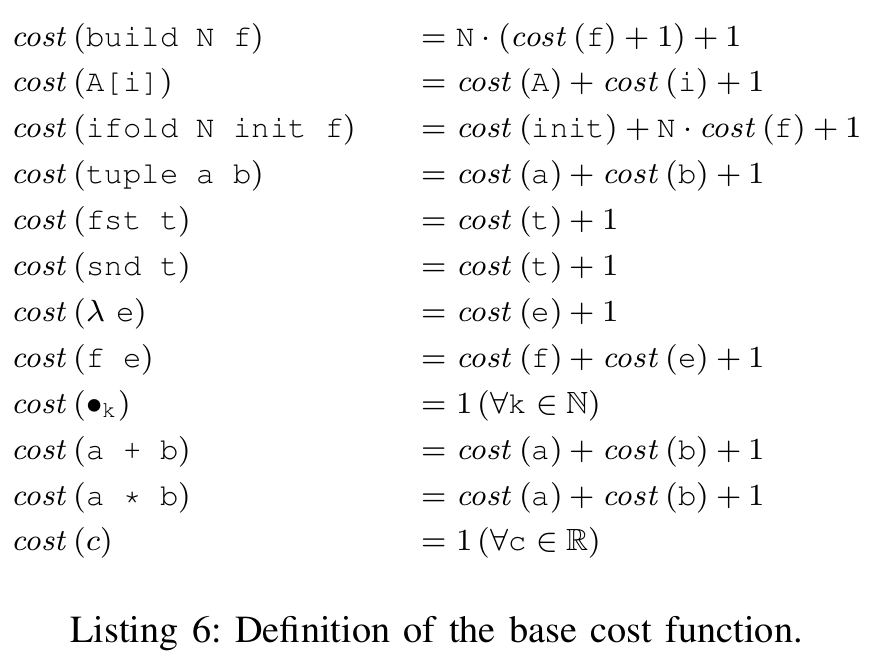 cost (build N f) = N · (cost (f) + 1) + 1
cost (A[i]) = cost (A) + cost (i) + 1
cost (ifold N init f) = cost (init) + N · cost (f) + 1
cost (tuple a b) = cost (a) + cost (b) + 1
cost (fst t) = cost (t) + 1
cost (snd t) = cost (t) + 1
cost (λ e) = cost (e) + 1
cost (f e) = cost (f) + cost (e) + 1
cost (•ₖ) = 1 (∀k ∈ ℕ)
cost (a + b) = cost (a) + cost (b) + 1
cost (a ⋆ b) = cost (a) + cost (b) + 1
cost (c) = 1 (∀c ∈ ℝ)
Listing 6: Definition of the base cost function.